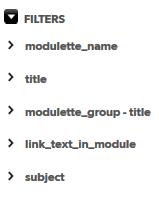 FILTERS
modulette_name
title
modulette_group - title
link_text_in_module
subject